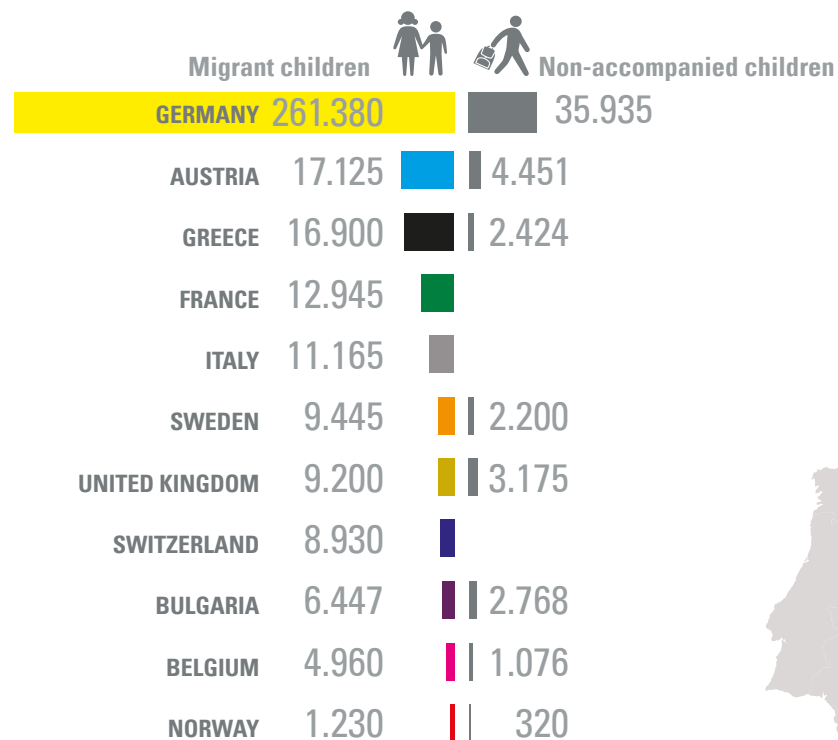 Migrant children Non-accompanied children
GERMANY 261.380 35.935
AUSTRIA 17.125 4.451
GREECE 16.900 2.424
FRANCE 12.945
ITALY 11.165
SWEDEN 9.445 2.200
UNITED KINGDOM 9.200 3.175
SWITZERLAND 8.930
BULGARIA 6.447 2.768
BELGIUM 4.960 1.076
NORWAY 1.230 320